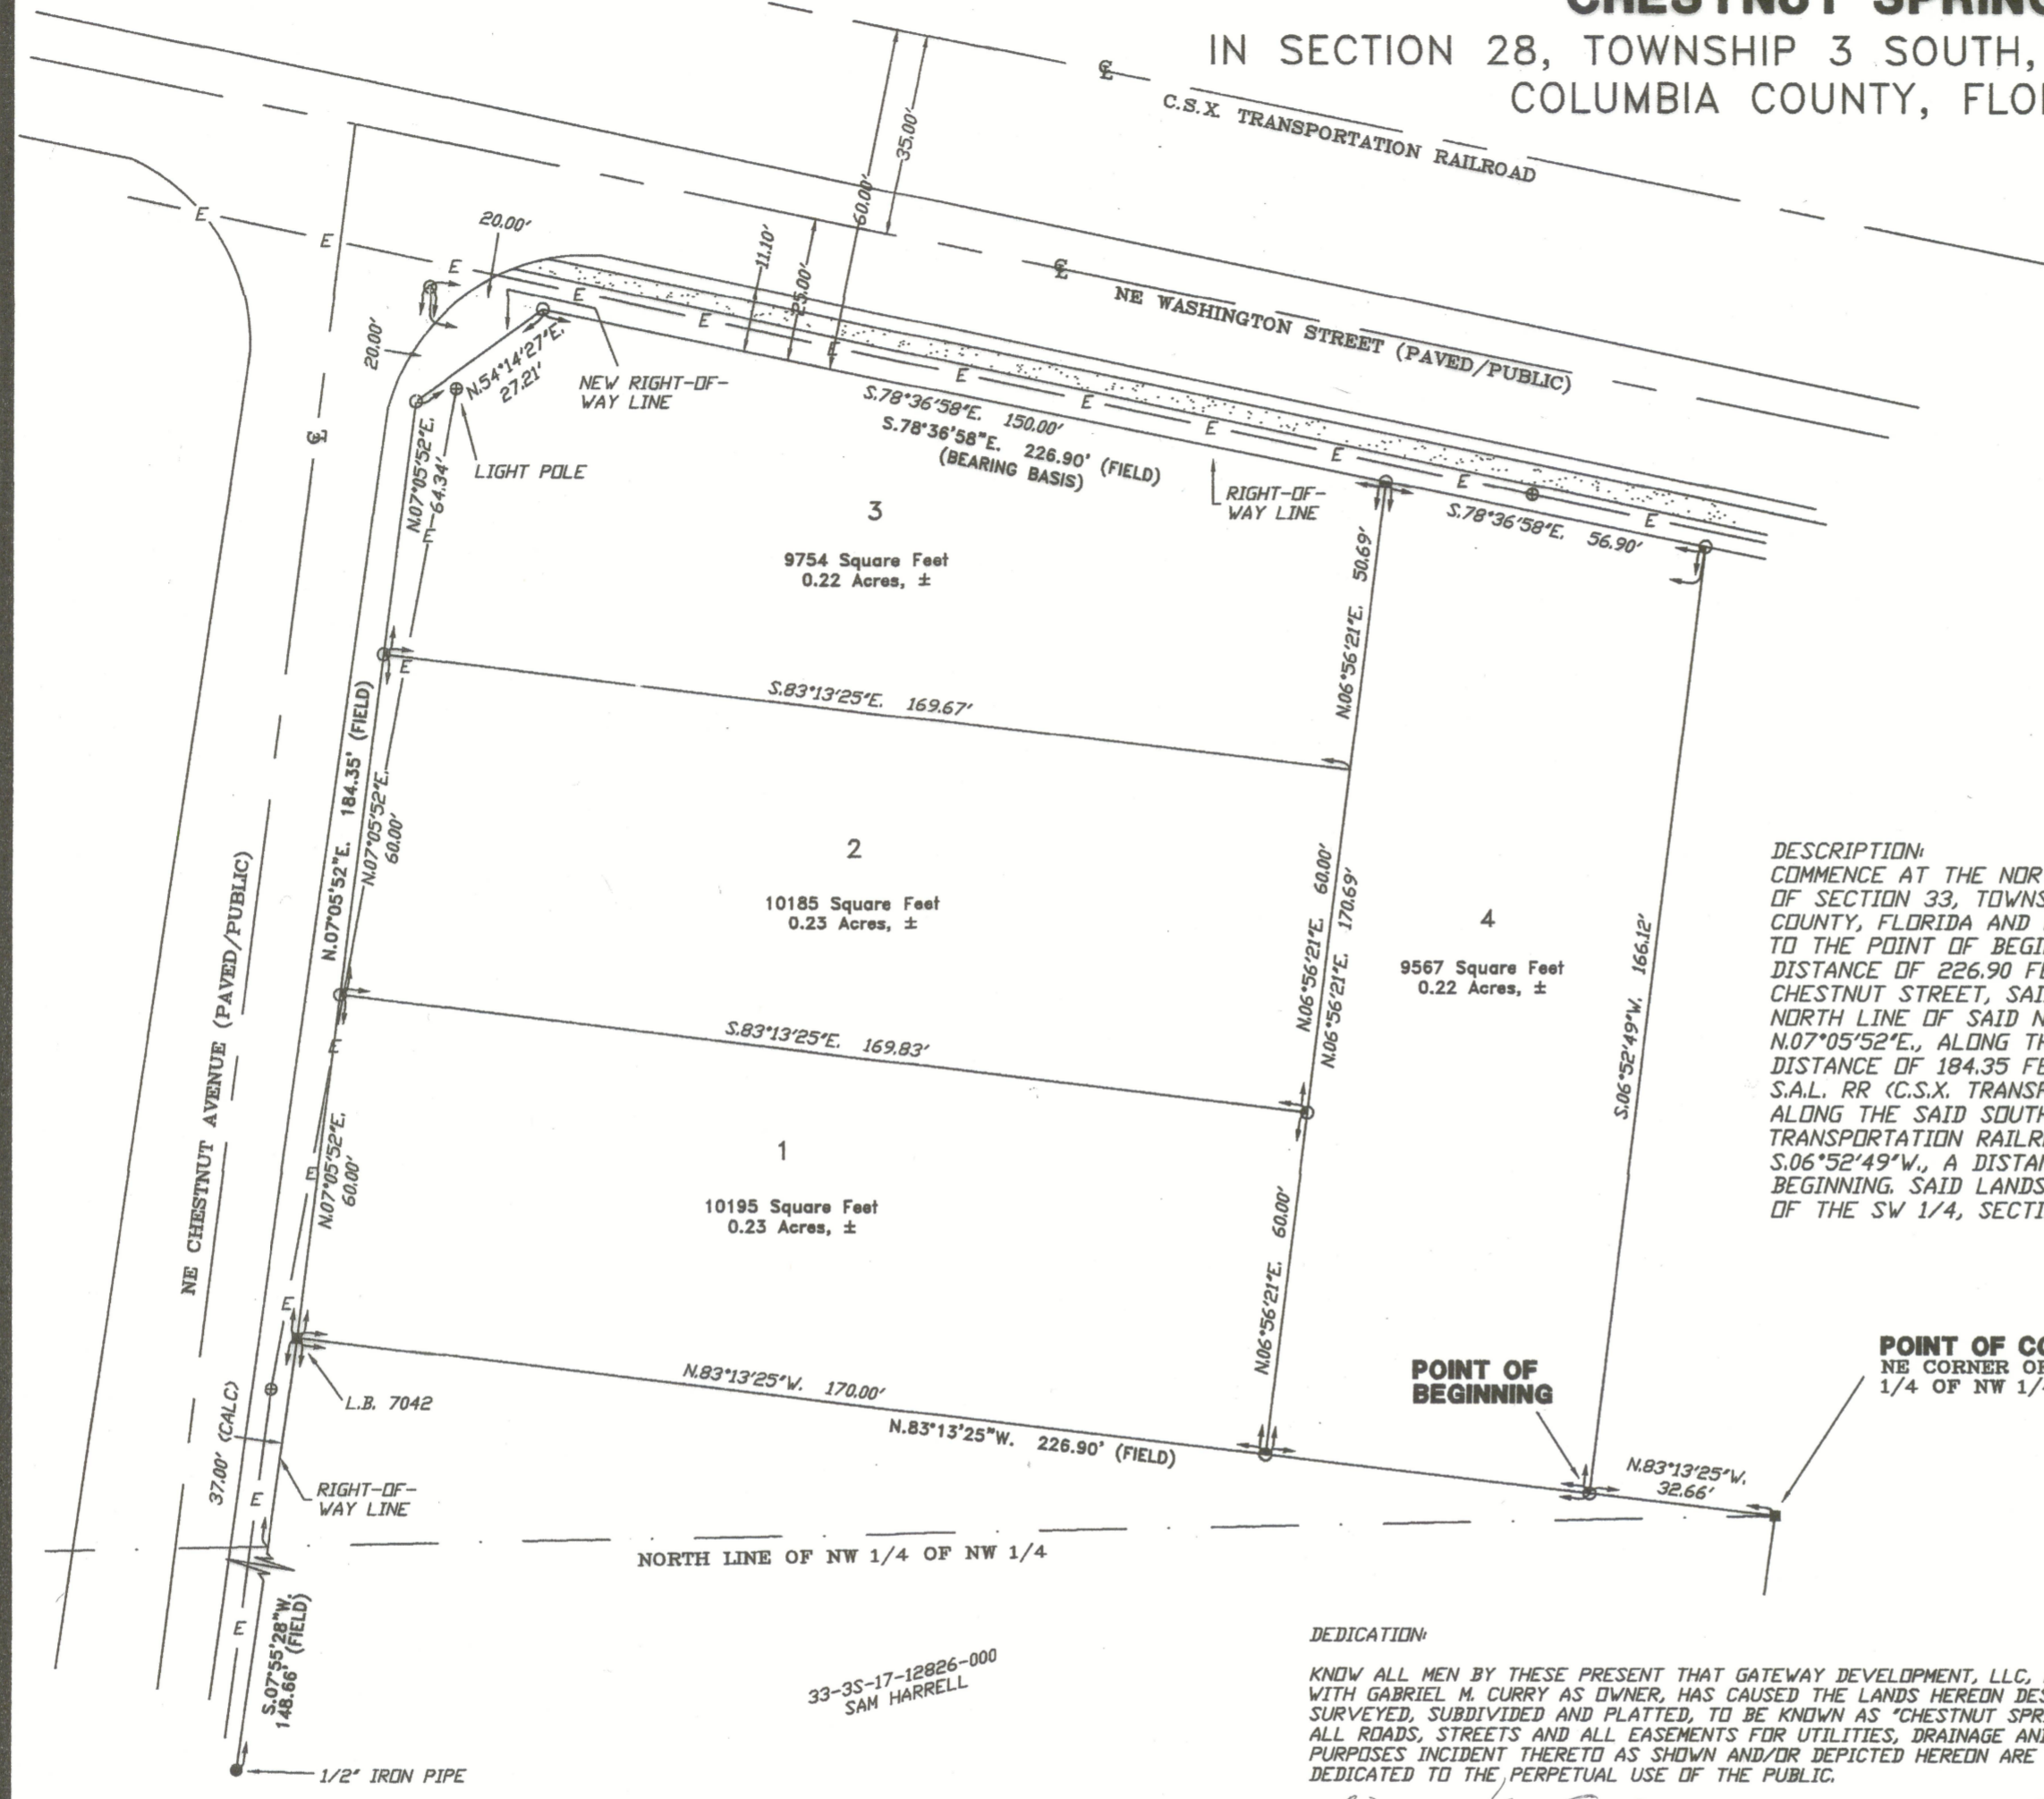 CHESTNUT SPRING
IN SECTION 28, TOWNSHIP 3 SOUTH,
COLUMBIA COUNTY, FLO
C.S.X. TRANSPORTATION RAILROAD
35.00'
60.00'
11.10'
25.00'
20.00'
20.00'
E
E
E
E
E
E
E
E
E
E
E
E
NE WASHINGTON STREET (PAVED/PUBLIC)
N.54°14'27"E.
27.21'
NEW RIGHT-OF-
WAY LINE
LIGHT POLE
S.78°36'58"E. 150.00'
S.78°36'58"E. 226.90' (FIELD)
(BEARING BASIS)
RIGHT-OF-
WAY LINE
S.78°36'58"E. 56.90'
N.07°05'52"E.
64.34'
E
3
9754 Square Feet
0.22 Acres, ±
N.06°56'21"E. 50.69'
E
S.83°13'25"E. 169.67'
N.07°05'52"E. 184.35' (FIELD)
N.07°05'52"E.
60.00'
2
10185 Square Feet
0.23 Acres, ±
N.06°56'21"E. 60.00'
N.06°56'21"E. 170.69'
4
9567 Square Feet
0.22 Acres, ±
S.06°52'49"W. 166.12'
DESCRIPTION:
COMMENCE AT THE NOR
OF SECTION 33, TOWNS
COUNTY, FLORIDA AND
TO THE POINT OF BEGI
DISTANCE OF 226.90 FE
CHESTNUT STREET, SAI
NORTH LINE OF SAID N
N.07°05'52"E., ALONG TH
DISTANCE OF 184.35 FE
S.A.L. RR (C.S.X. TRANSP
ALONG THE SAID SOUTH
TRANSPORTATION RAILR
S.06°52'49"W., A DISTAN
BEGINNING. SAID LANDS
OF THE SW 1/4, SECTI
NE CHESTNUT AVENUE (PAVED/PUBLIC)
E
S.83°13'25"E. 169.83'
N.07°05'52"E.
60.00'
E
1
10195 Square Feet
0.23 Acres, ±
N.06°56'21"E. 60.00'
E
N.83°13'25"W. 170.00'
N.83°13'25"W. 226.90' (FIELD)
L.B. 7042
37.00' (CALC)
E
RIGHT-OF-
WAY LINE
POINT OF
BEGINNING
POINT OF CO
NE CORNER OF
1/4 OF NW 1/4
N.83°13'25"W.
32.66'
NORTH LINE OF NW 1/4 OF NW 1/4
E
S.07°55'28"W.
148.66' (FIELD)
33-3S-17-12826-000
SAM HARRELL
1/2" IRON PIPE
DEDICATION:
KNOW ALL MEN BY THESE PRESENT THAT GATEWAY DEVELOPMENT, LLC,
WITH GABRIEL M. CURRY AS OWNER, HAS CAUSED THE LANDS HEREON DES
SURVEYED, SUBDIVIDED AND PLATTED, TO BE KNOWN AS "CHESTNUT SPR
ALL ROADS, STREETS AND ALL EASEMENTS FOR UTILITIES, DRAINAGE AN
PURPOSES INCIDENT THERETO AS SHOWN AND/OR DEPICTED HEREON ARE
DEDICATED TO THE PERPETUAL USE OF THE PUBLIC.